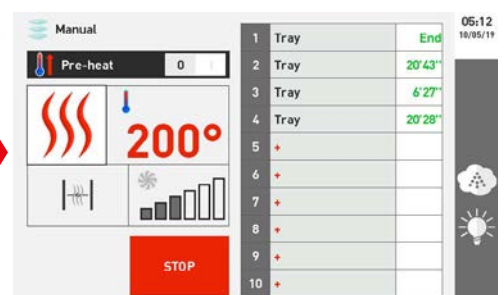 Manual
Pre-heat 0 1
200°
STOP
1 Tray End
2 Tray 20'43''
3 Tray 6'27''
4 Tray 20'28''
5 +
6 +
7 +
8 +
9 +
10 +
05:12
10/05/19